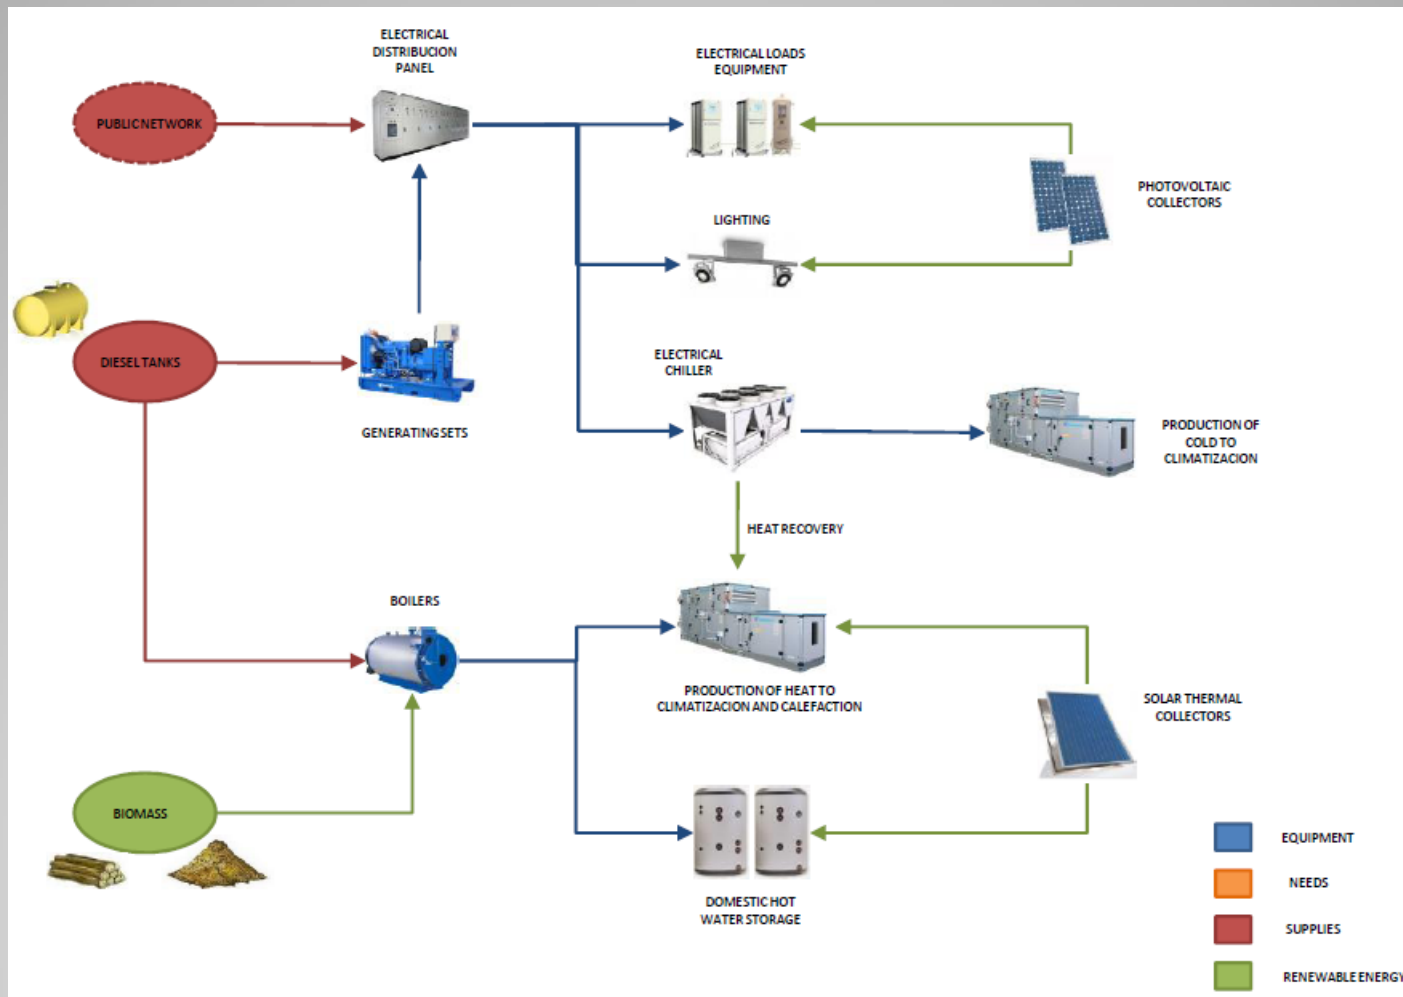 ELECTRICAL
DISTRIBUCION
PANEL
ELECTRICAL LOADS
EQUIPMENT
PUBLIC NETWORK
PHOTOVOLTAIC
COLLECTORS
LIGHTING
DIESEL TANKS
ELECTRICAL
CHILLER
GENERATING SETS
PRODUCTION OF
COLD TO
CLIMATIZACION
HEAT RECOVERY
BOILERS
PRODUCTION OF HEAT TO
CLIMATIZACION AND CALEFACTION
SOLAR THERMAL
COLLECTORS
BIOMASS
DOMESTIC HOT
WATER STORAGE
EQUIPMENT
NEEDS
SUPPLIES
RENEWABLE ENERGY